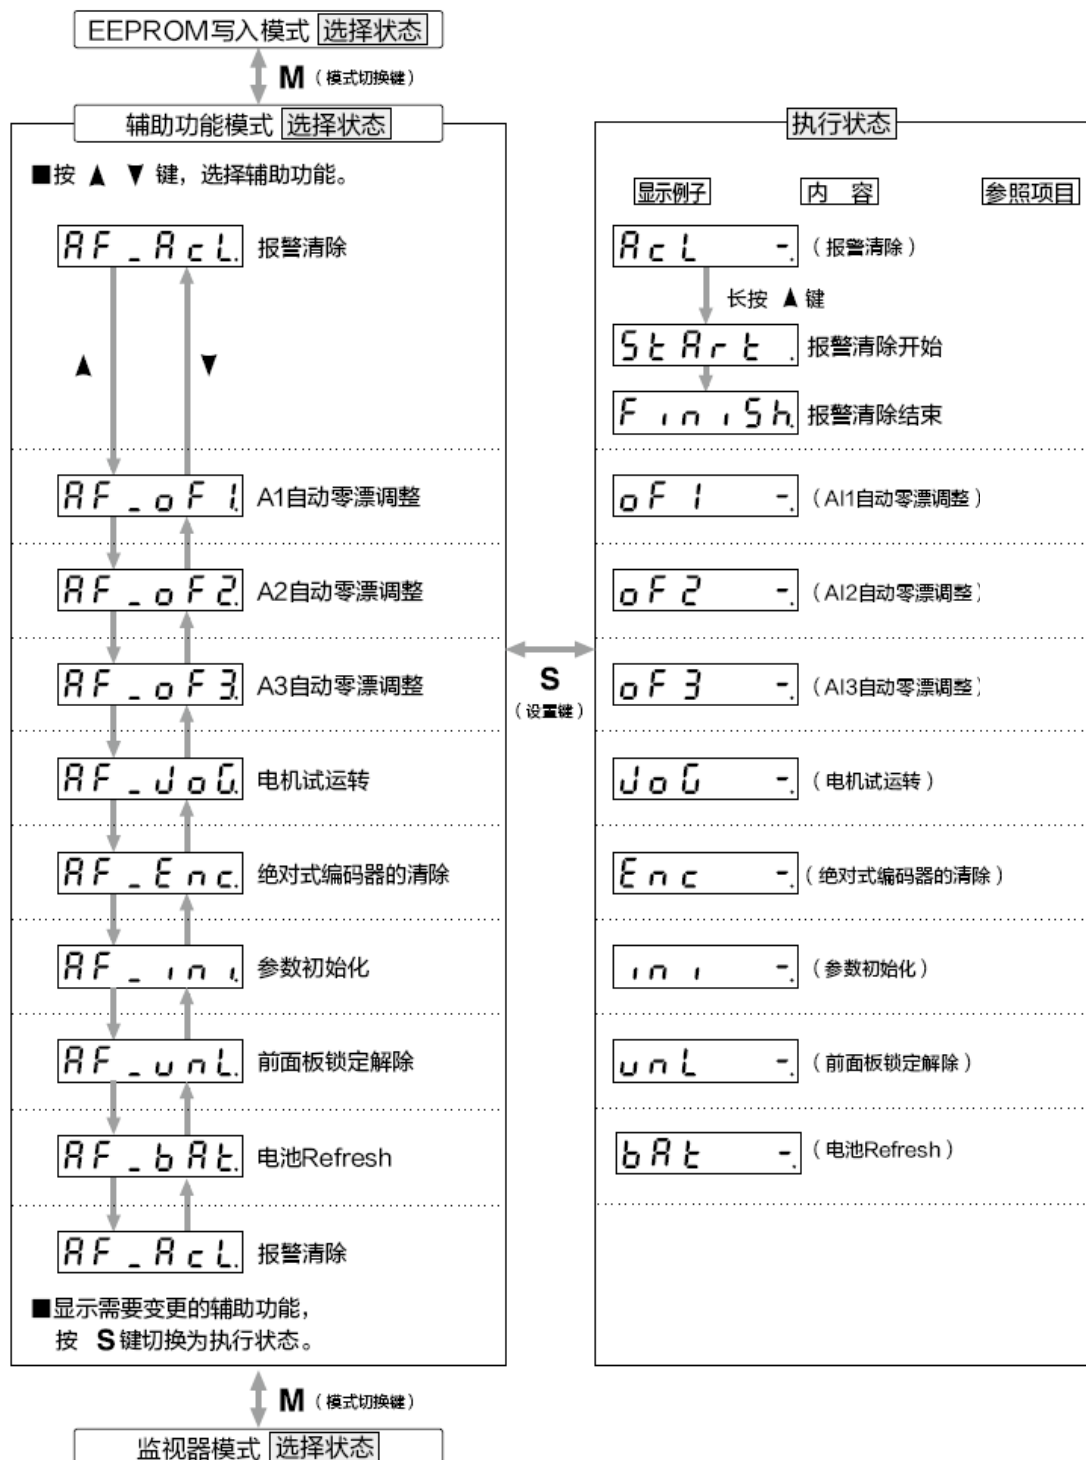 EEPROM写入模式 选择状态
M（模式切换键）
辅助功能模式 选择状态
■按 ▲ ▼ 键，选择辅助功能。
AF_AcL. 报警清除
▲ ▼
AF_oF1. A1自动零漂调整
AF_oF2. A2自动零漂调整
AF_oF3. A3自动零漂调整
AF_JoG. 电机试运转
AF_Enc. 绝对式编码器的清除
AF_ini. 参数初始化
AF_unL. 前面板锁定解除
AF_bAt. 电池Refresh
AF_AcL. 报警清除
■显示需要变更的辅助功能，
按 S键切换为执行状态。
S
（设置键）
执行状态
显示例子 内 容 参照项目
AcL -.（报警清除）
长按 ▲ 键
StArt . 报警清除开始
FiniSh. 报警清除结束
oF1 -.（AI1自动零漂调整）
oF2 -.（AI2自动零漂调整）
oF3 -.（AI3自动零漂调整）
JoG -.（电机试运转）
Enc -.（绝对式编码器的清除）
ini -.（参数初始化）
unL -.（前面板锁定解除）
bAt -.（电池Refresh）
M（模式切换键）
监视器模式 选择状态